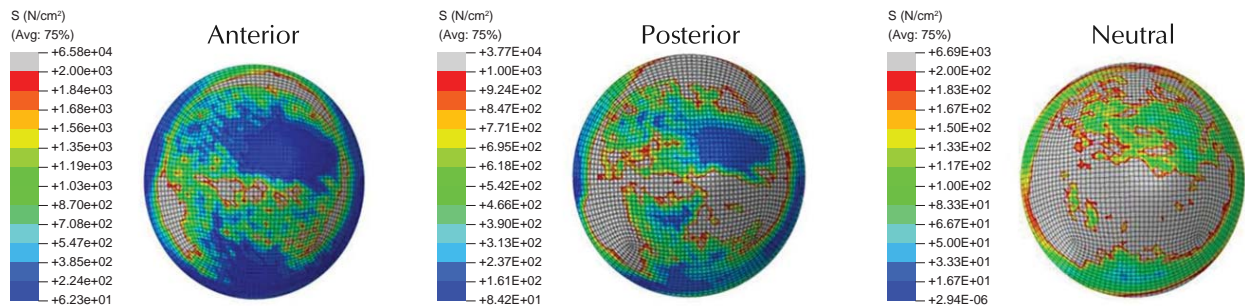 S (N/cm²)
(Avg: 75%)
Anterior
+6.58e+04
+2.00e+03
+1.84e+03
+1.68e+03
+1.56e+03
+1.35e+03
+1.19e+03
+1.03e+03
+8.70e+02
+7.08e+02
+5.47e+02
+3.85e+02
+2.24e+02
+6.23e+01
S (N/cm²)
(Avg: 75%)
Posterior
+3.77E+04
+1.00E+03
+9.24E+02
+8.47E+02
+7.71E+02
+6.95E+02
+6.18E+02
+5.42E+02
+4.66E+02
+3.90E+02
+3.13E+02
+2.37E+02
+1.61E+02
+8.42E+01
S (N/cm²)
(Avg: 75%)
Neutral
+6.69E+03
+2.00E+02
+1.83E+02
+1.67E+02
+1.50E+02
+1.33E+02
+1.17E+02
+1.00E+02
+8.33E+01
+6.67E+01
+5.00E+01
+3.33E+01
+1.67E+01
+2.94E-06